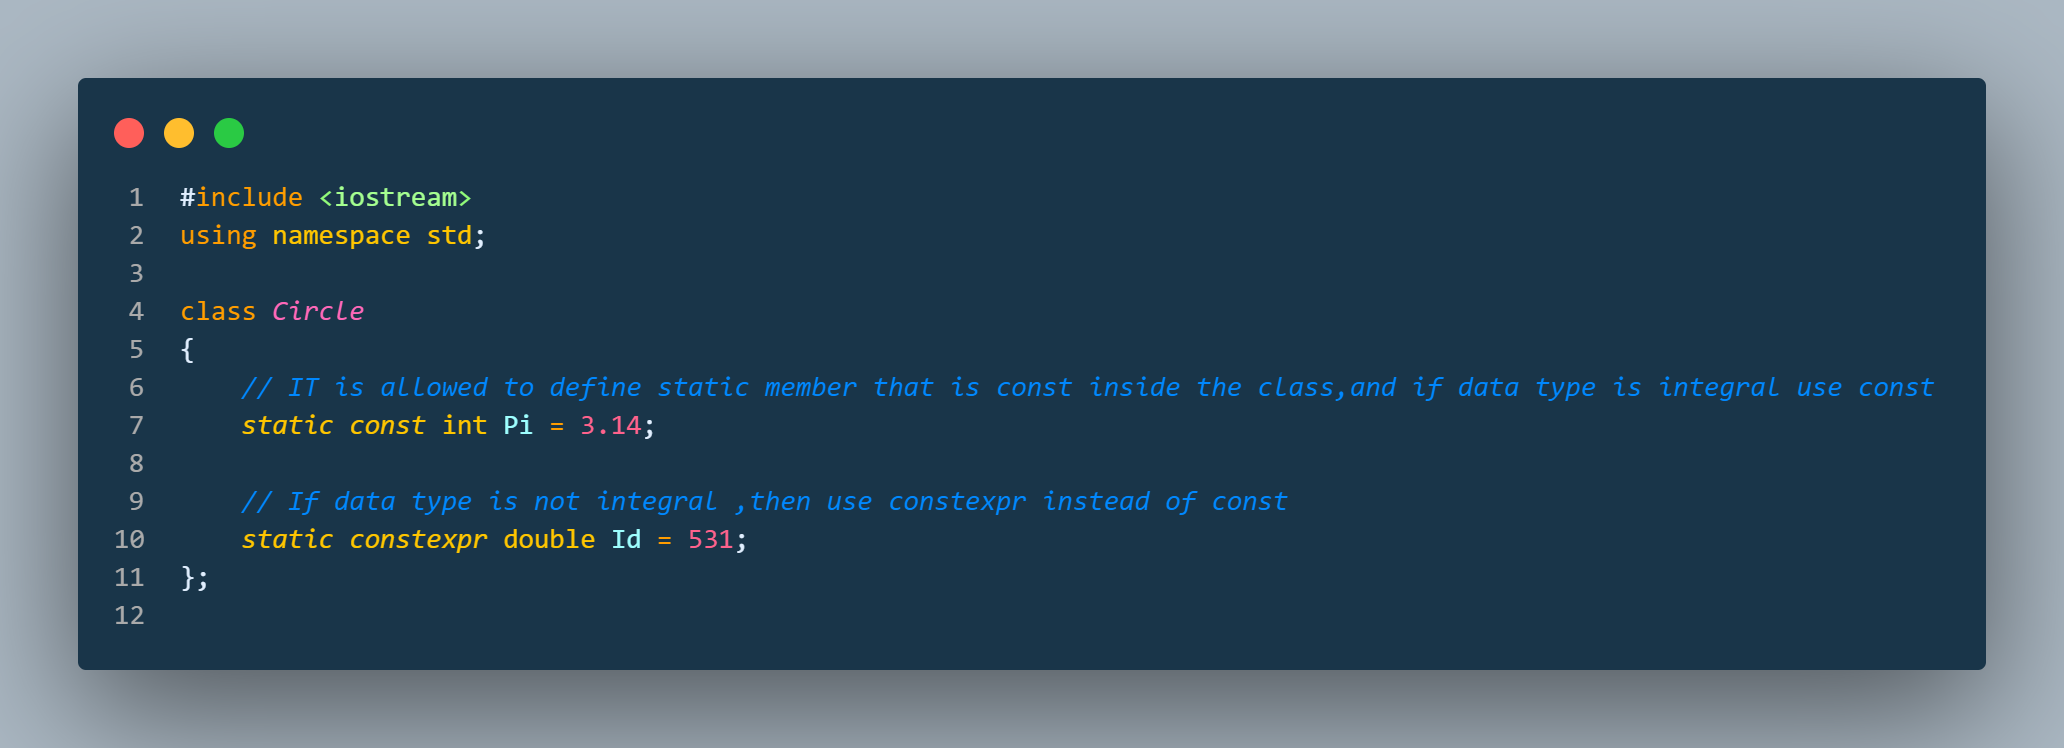 1 #include <iostream>
2 using namespace std;
3
4 class Circle
5 {
6 // IT is allowed to define static member that is const inside the class,and if data type is integral use const
7 static const int Pi = 3.14;
8
9 // If data type is not integral ,then use constexpr instead of const
10 static constexpr double Id = 531;
11 };
12